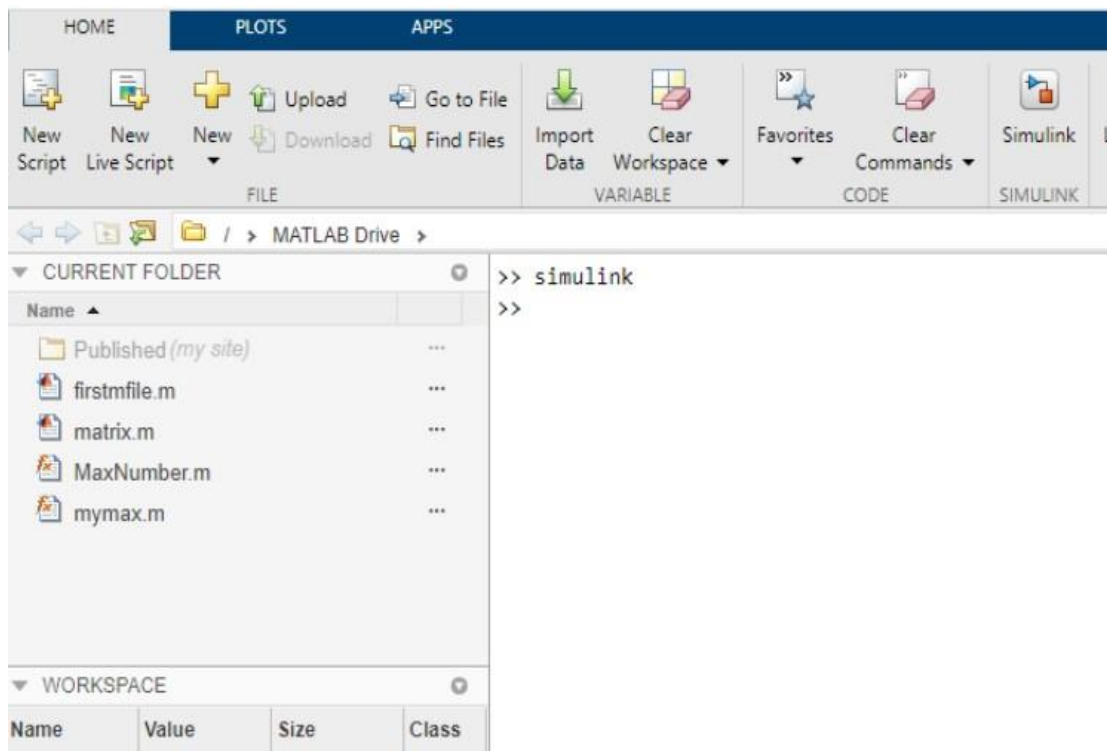 HOME PLOTS APPS
New Script
New Live Script
New
Upload
Download
Go to File
Find Files
Import Data
Clear Workspace
Favorites
Clear Commands
Simulink
FILE VARIABLE CODE SIMULINK
/ > MATLAB Drive >
CURRENT FOLDER
Name
Published (my site)
firstmfile.m
matrix.m
MaxNumber.m
mymax.m
>> simulink
>>
WORKSPACE
Name Value Size Class